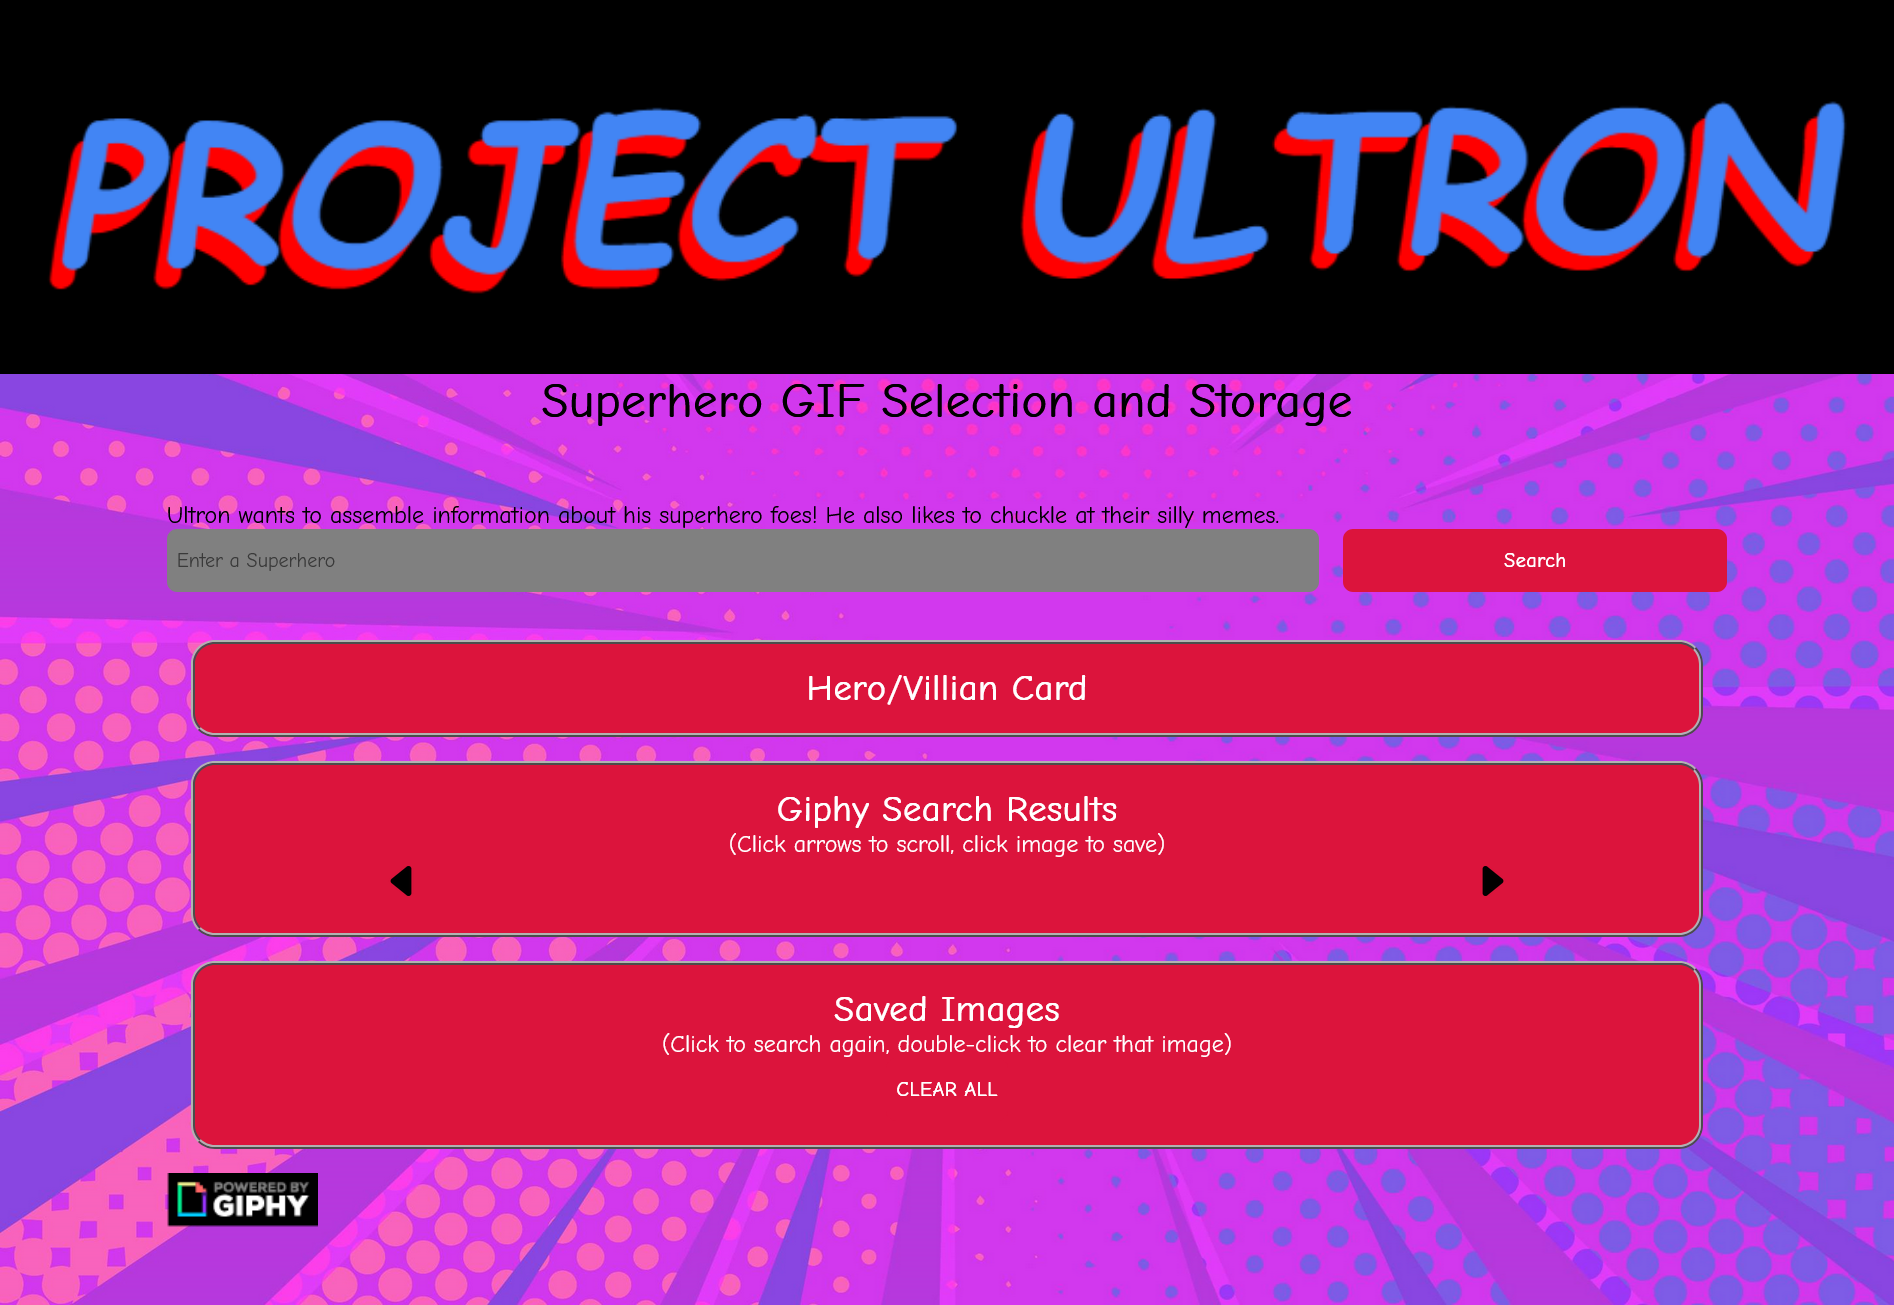 PROJECT ULTRON
Superhero GIF Selection and Storage
Ultron wants to assemble information about his superhero foes! He also likes to chuckle at their silly memes.
Enter a Superhero
Search
Hero/Villian Card
Giphy Search Results
(Click arrows to scroll, click image to save)
Saved Images
(Click to search again, double-click to clear that image)
CLEAR ALL
POWERED BY
GIPHY